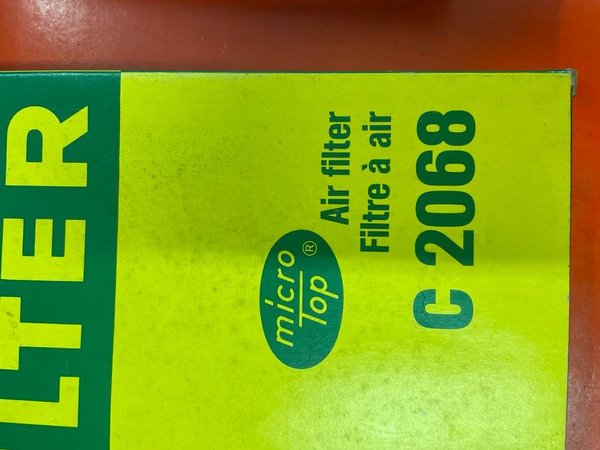 LTER
micro
Top ®
Air filter
Filtre à air
C 2068